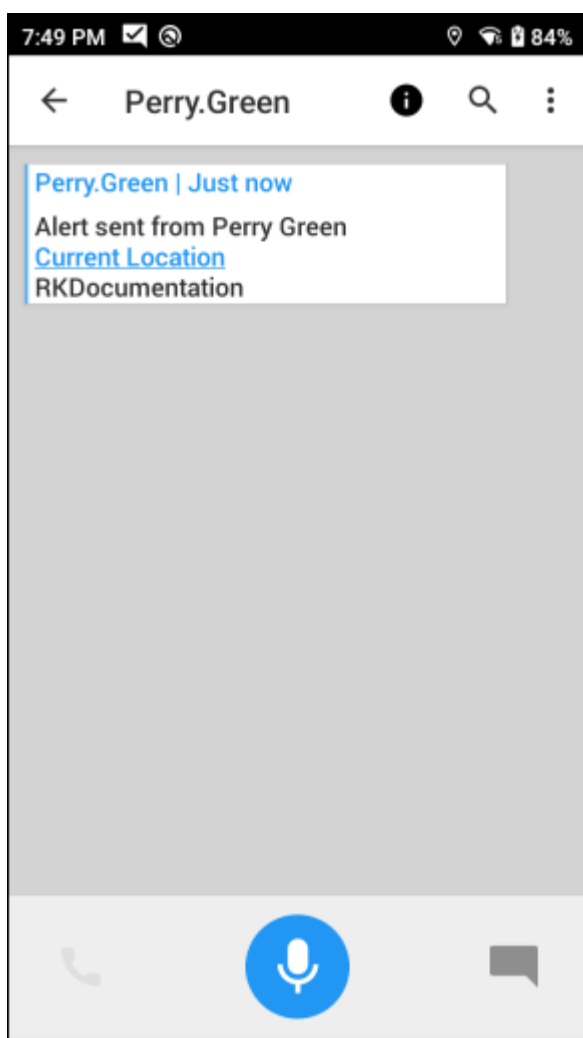 7:49 PM 84%
Perry.Green
Perry.Green | Just now
Alert sent from Perry Green
Current Location
RKDocumentation